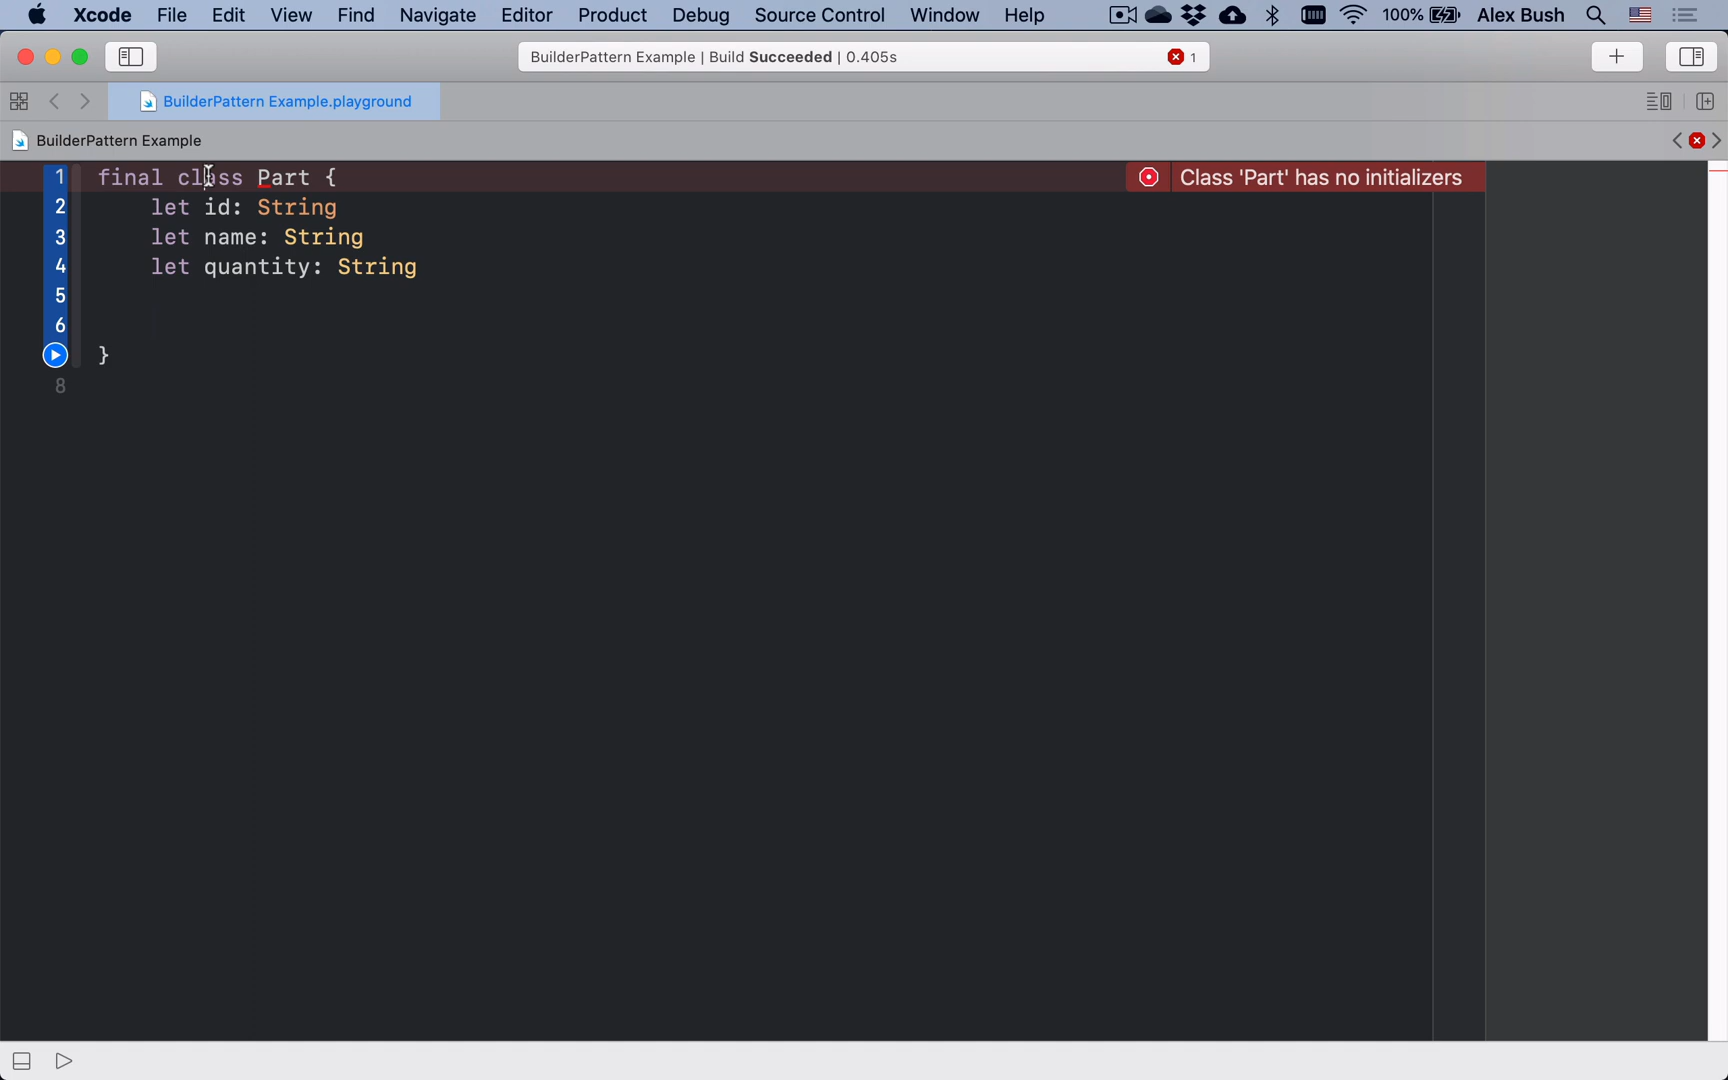 Xcode File Edit View Find Navigate Editor Product Debug Source Control Window Help 100% Alex Bush
BuilderPattern Example | Build Succeeded | 0.405s 1
BuilderPattern Example.playground
BuilderPattern Example
1 final class Part { Class 'Part' has no initializers
2 let id: String
3 let name: String
4 let quantity: String
5
6
}
8